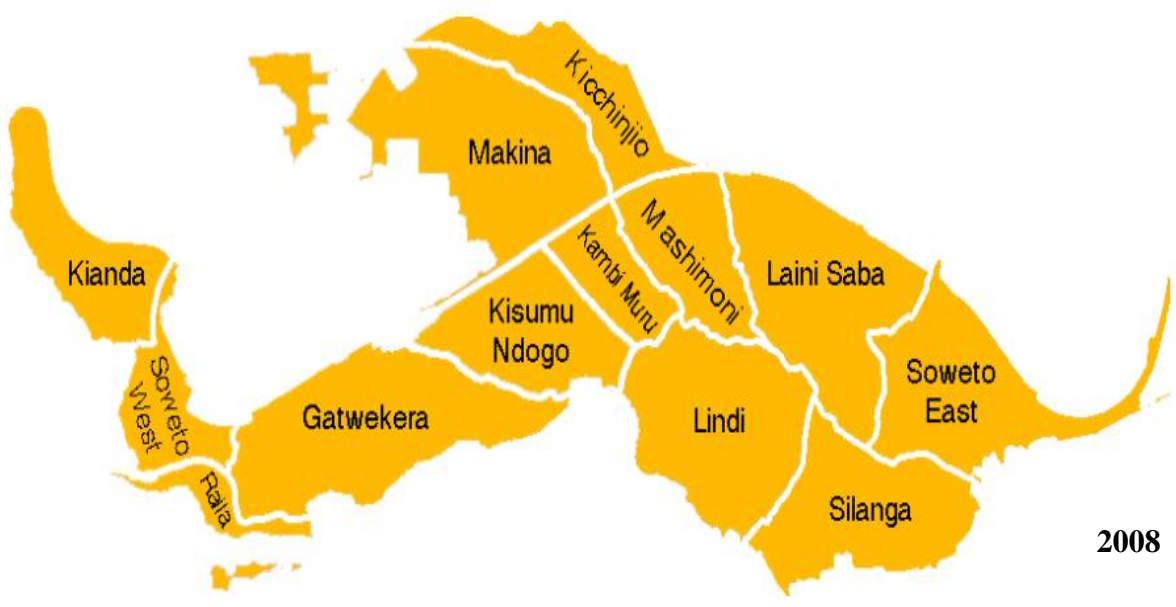 Kicchinjio
Makina
Mashimoni
Kambi Muru
Laini Saba
Kianda
Kisumu
Ndogo
Soweto
West
Soweto
East
Gatwekera
Lindi
Raila
Silanga
2008